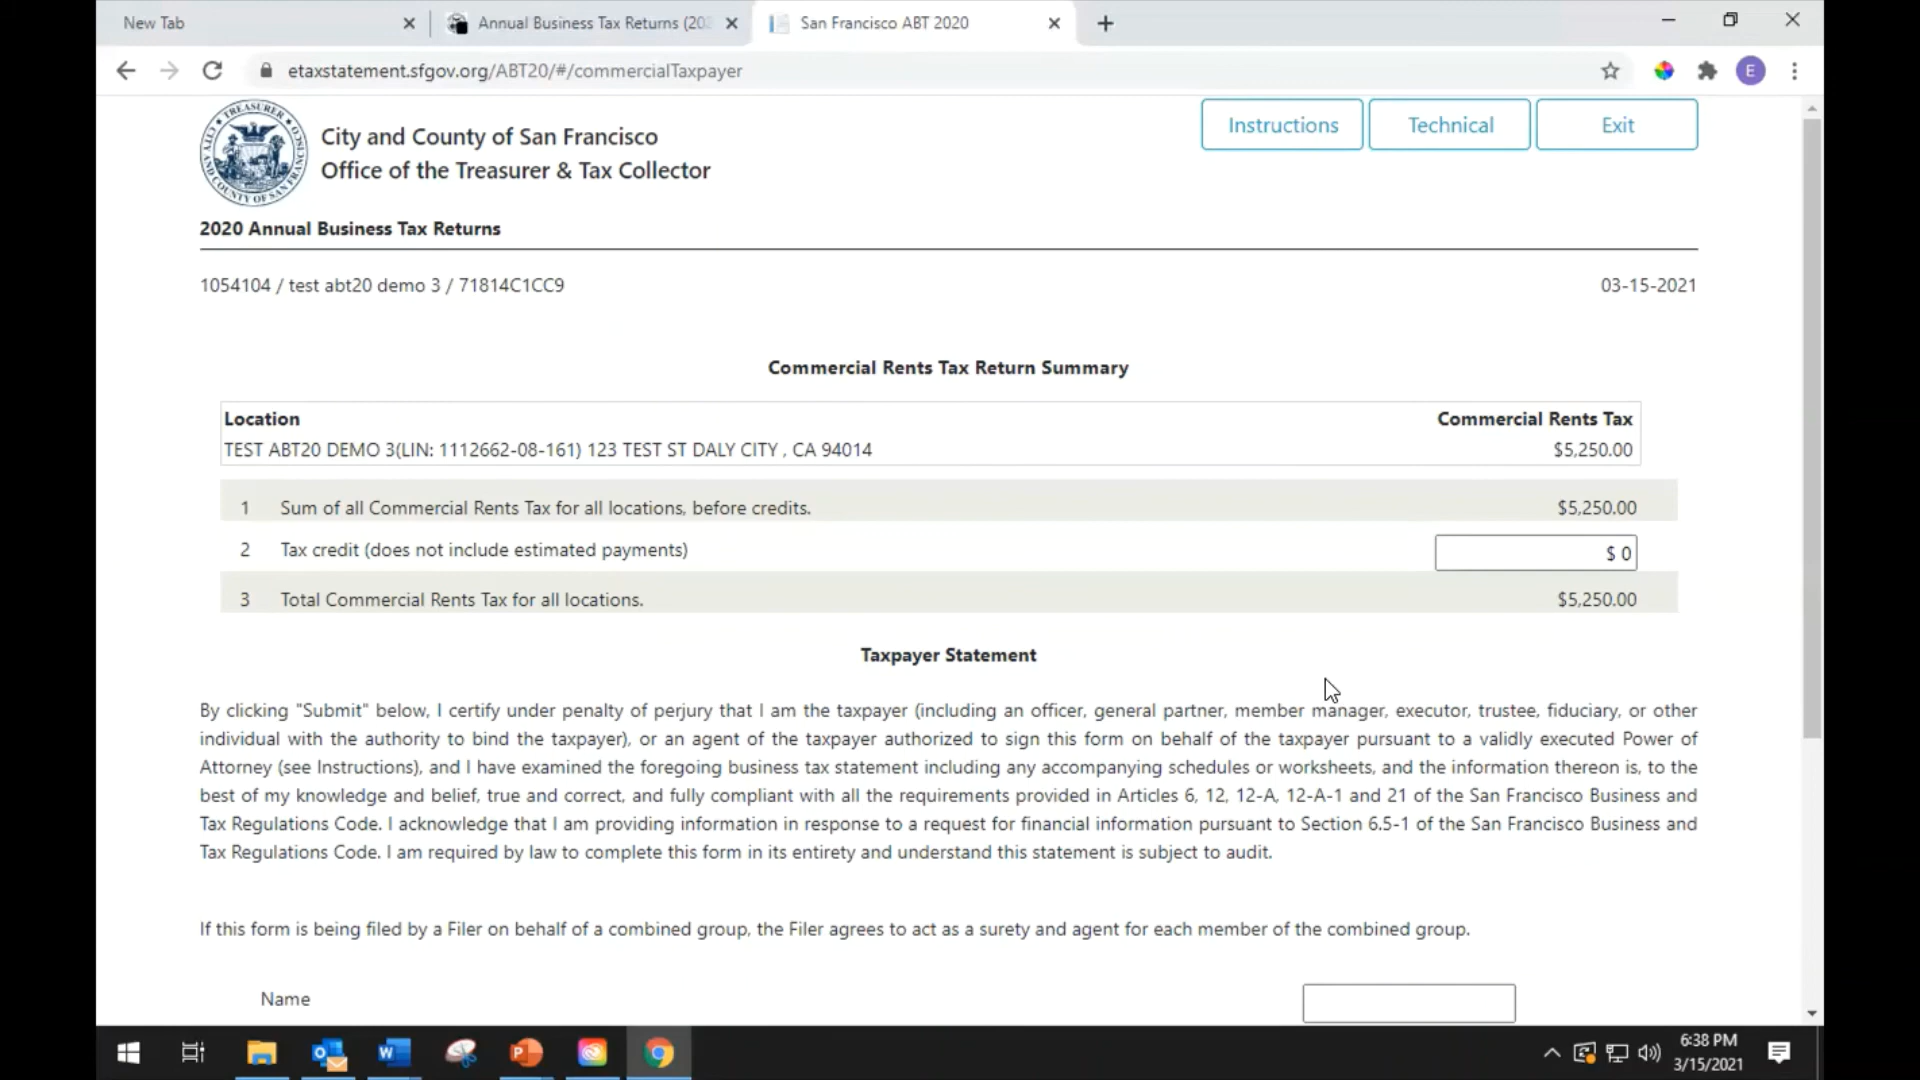 New Tab
Annual Business Tax Returns (20
San Francisco ABT 2020
etaxstatement.sfgov.org/ABT20/#/commercialTaxpayer
E
City and County of San Francisco
Office of the Treasurer & Tax Collector
Instructions
Technical
Exit
2020 Annual Business Tax Returns
1054104 / test abt20 demo 3 / 71814C1CC9
03-15-2021
Commercial Rents Tax Return Summary
Location Commercial Rents Tax
TEST ABT20 DEMO 3(LIN: 1112662-08-161) 123 TEST ST DALY CITY , CA 94014 $5,250.00
1 Sum of all Commercial Rents Tax for all locations, before credits. $5,250.00
2 Tax credit (does not include estimated payments) $ 0
3 Total Commercial Rents Tax for all locations. $5,250.00
Taxpayer Statement
By clicking "Submit" below, I certify under penalty of perjury that I am the taxpayer (including an officer, general partner, member manager, executor, trustee, fiduciary, or other
individual with the authority to bind the taxpayer), or an agent of the taxpayer authorized to sign this form on behalf of the taxpayer pursuant to a validly executed Power of
Attorney (see Instructions), and I have examined the foregoing business tax statement including any accompanying schedules or worksheets, and the information thereon is, to the
best of my knowledge and belief, true and correct, and fully compliant with all the requirements provided in Articles 6, 12, 12-A, 12-A-1 and 21 of the San Francisco Business and
Tax Regulations Code. I acknowledge that I am providing information in response to a request for financial information pursuant to Section 6.5-1 of the San Francisco Business and
Tax Regulations Code. I am required by law to complete this form in its entirety and understand this statement is subject to audit.
If this form is being filed by a Filer on behalf of a combined group, the Filer agrees to act as a surety and agent for each member of the combined group.
Name
6:38 PM
3/15/2021